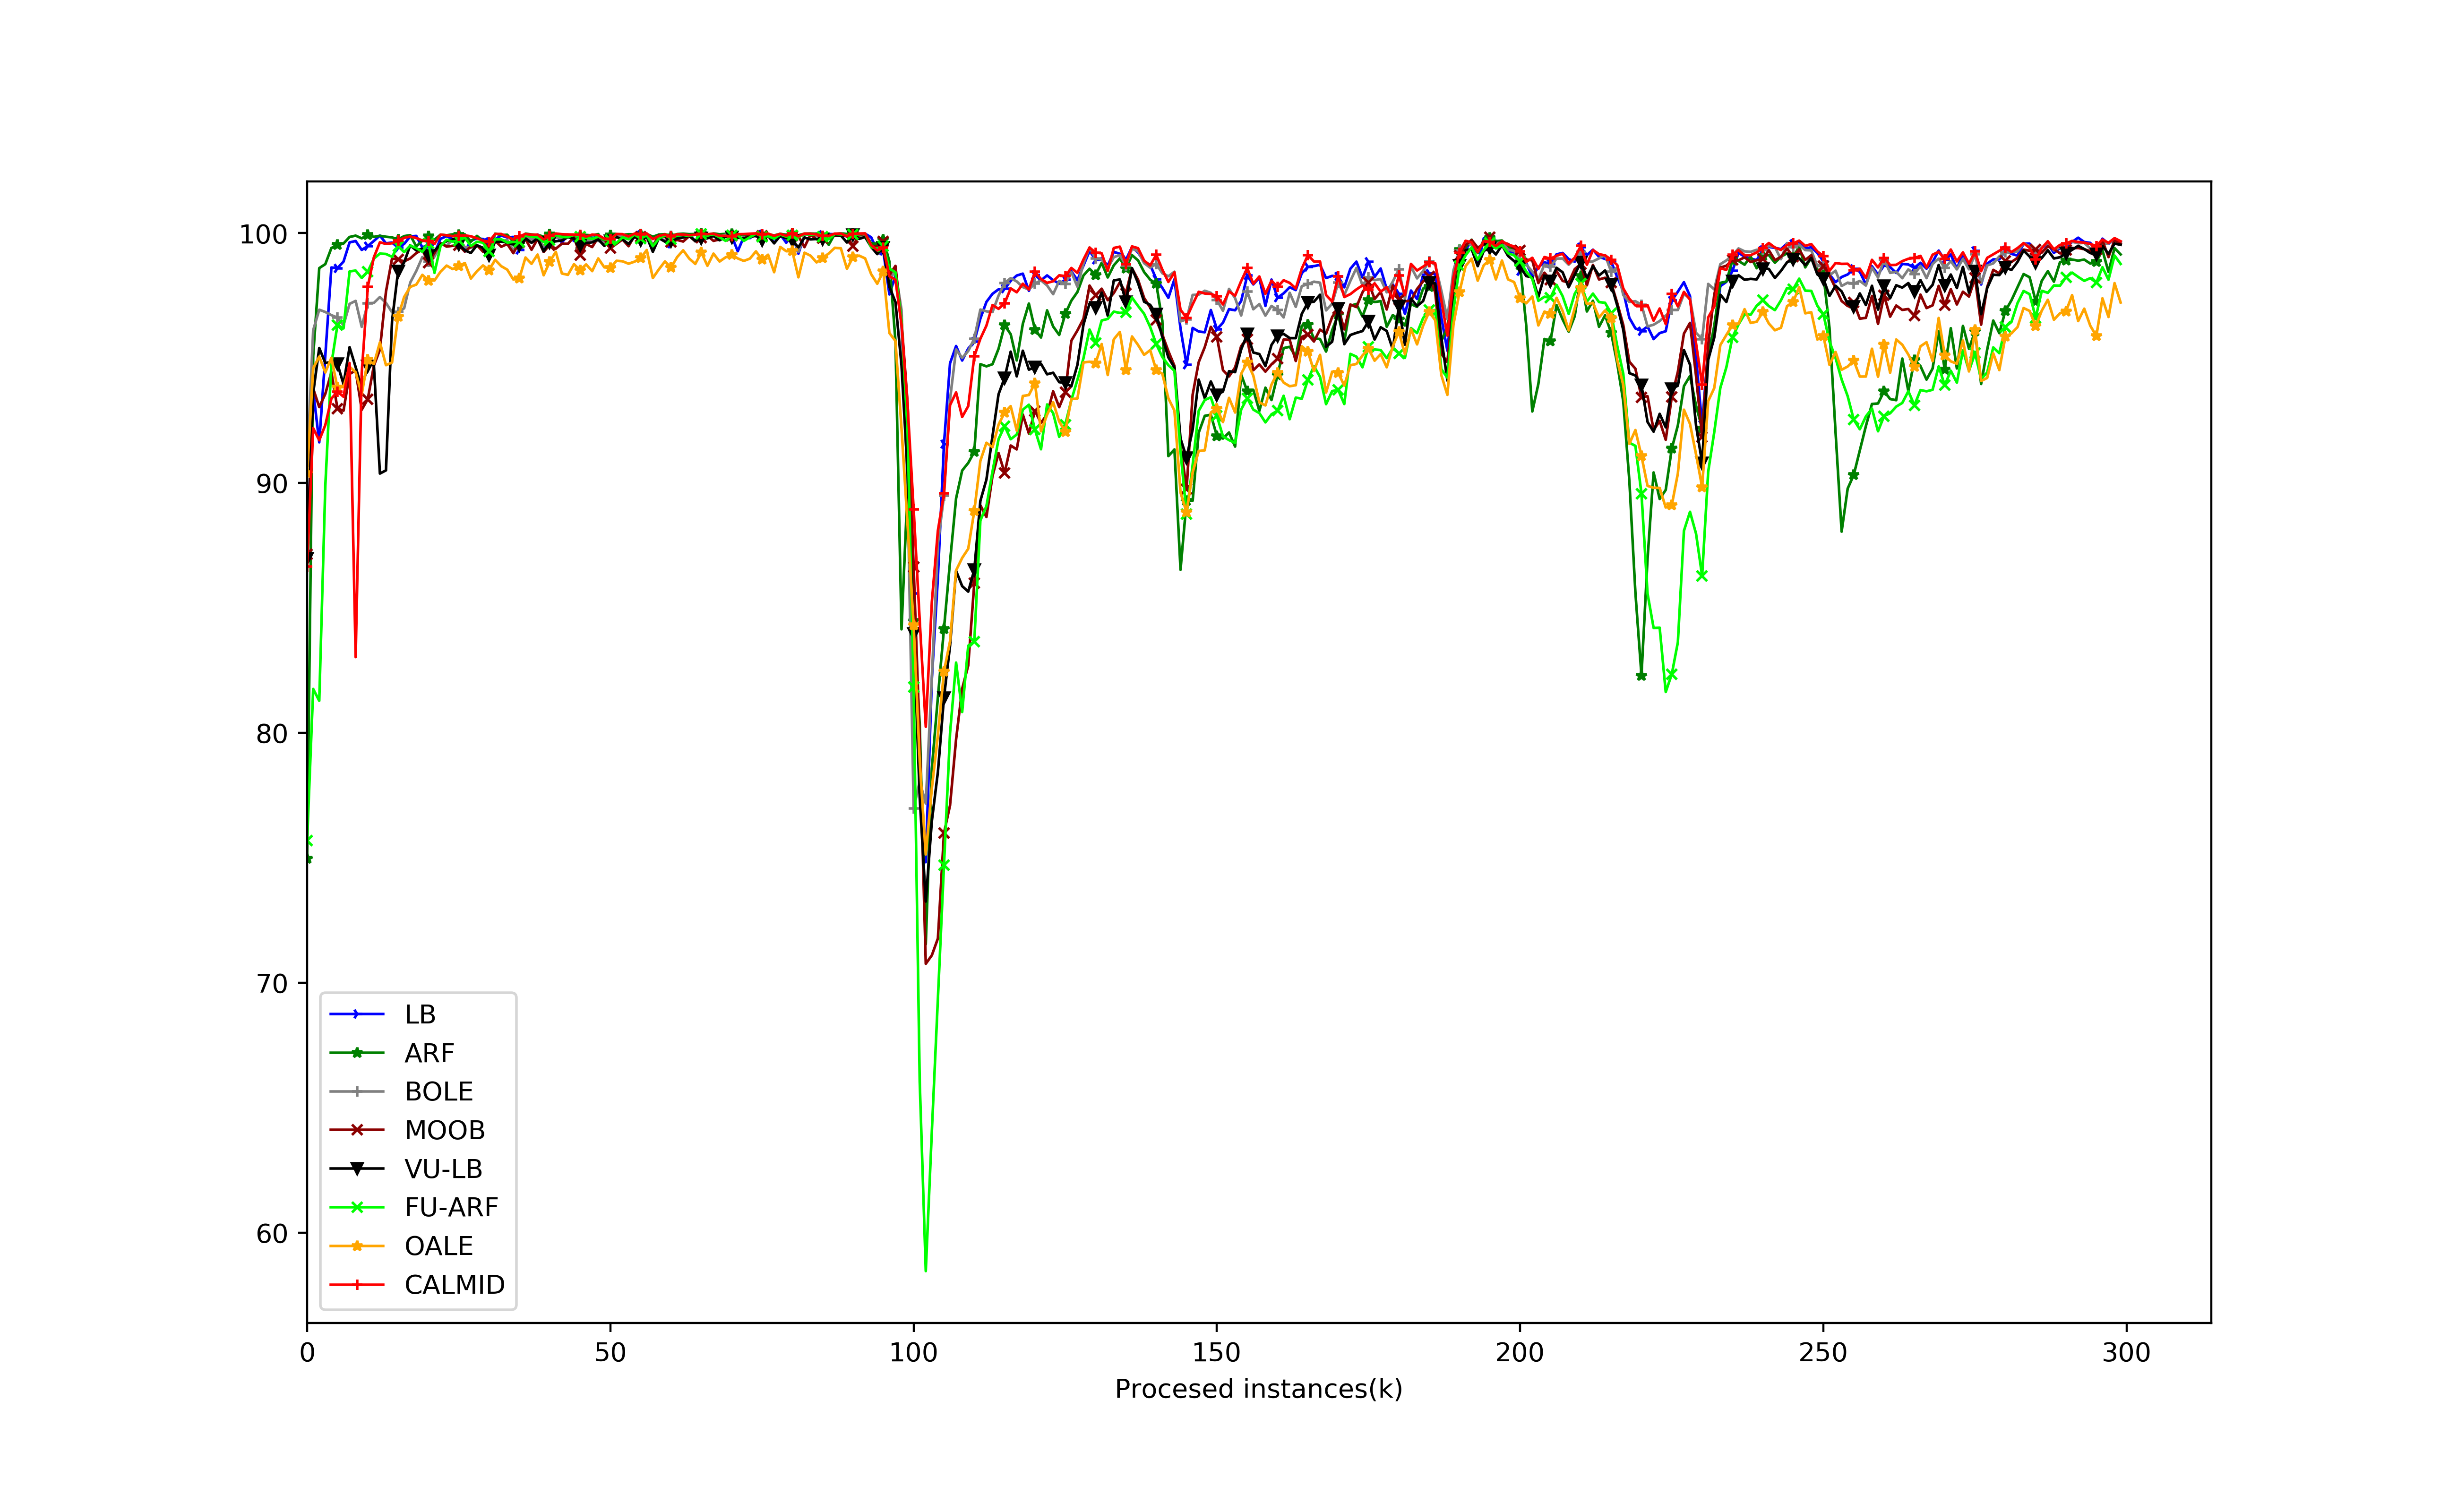 100
90
80
70
60
LB
ARF
BOLE
MOOB
VU-LB
FU-ARF
OALE
CALMID
0 50 100 150 200 250 300
Procesed instances(k)